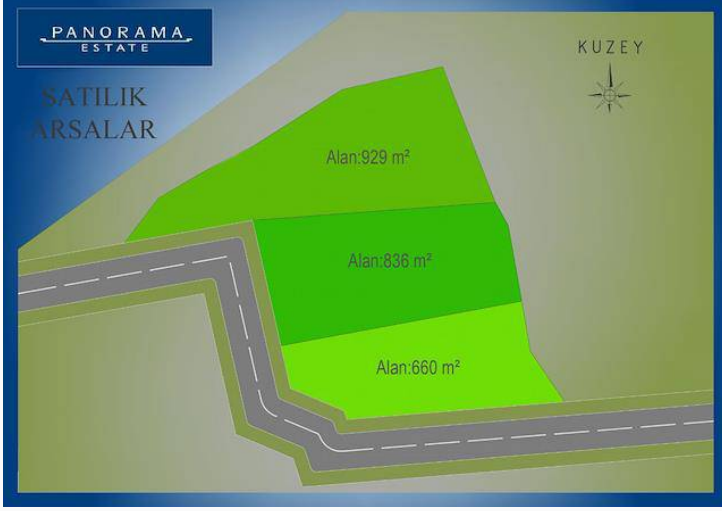 PANORAMA
ESTATE
KUZEY
SATILIK
ARSALAR
Alan:929 m²
Alan:836 m²
Alan:660 m²